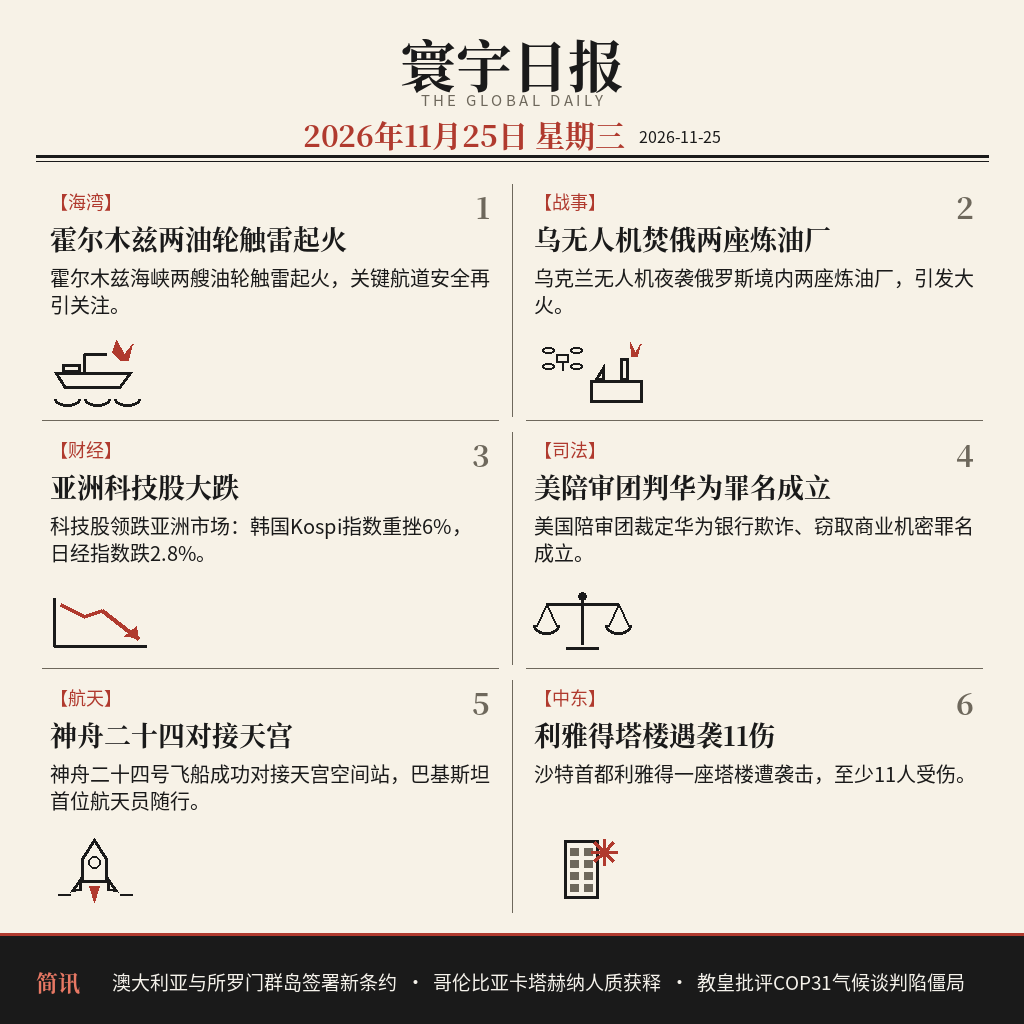 寰宇日报
THE GLOBAL DAILY
2026年11月25日 星期三 2026-11-25
【海湾】 1
霍尔木兹两油轮触雷起火
霍尔木兹海峡两艘油轮触雷起火，关键航道安全再
引关注。
【战事】 2
乌无人机焚俄两座炼油厂
乌克兰无人机夜袭俄罗斯境内两座炼油厂，引发大
火。
【财经】 3
亚洲科技股大跌
科技股领跌亚洲市场：韩国Kospi指数重挫6%，
日经指数跌2.8%。
【司法】 4
美陪审团判华为罪名成立
美国陪审团裁定华为银行欺诈、窃取商业机密罪名
成立。
【航天】 5
神舟二十四对接天宫
神舟二十四号飞船成功对接天宫空间站，巴基斯坦
首位航天员随行。
【中东】 6
利雅得塔楼遇袭11伤
沙特首都利雅得一座塔楼遭袭击，至少11人受伤。
简讯 澳大利亚与所罗门群岛签署新条约 · 哥伦比亚卡塔赫纳人质获释 · 教皇批评COP31气候谈判陷僵局